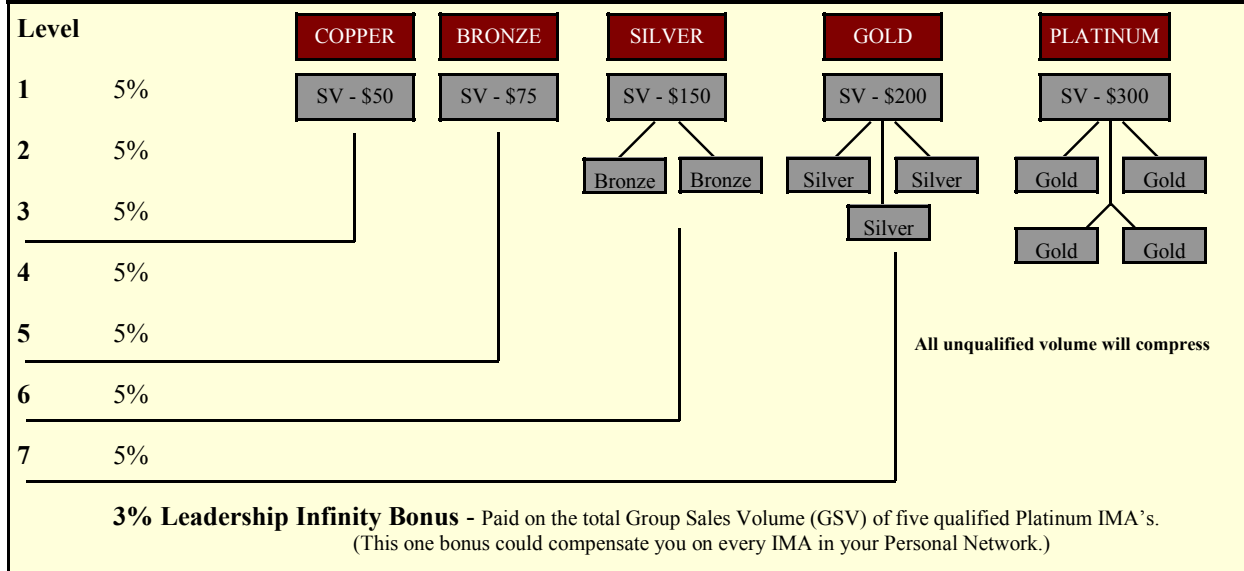 Level COPPER BRONZE SILVER GOLD PLATINUM
1 5% SV - $50 SV - $75 SV - $150 SV - $200 SV - $300
2 5% Bronze Bronze Silver Silver Gold Gold
3 5% Silver Gold Gold
4 5%
5 5% All unqualified volume will compress
6 5%
7 5%
3% Leadership Infinity Bonus - Paid on the total Group Sales Volume (GSV) of five qualified Platinum IMA's.
(This one bonus could compensate you on every IMA in your Personal Network.)